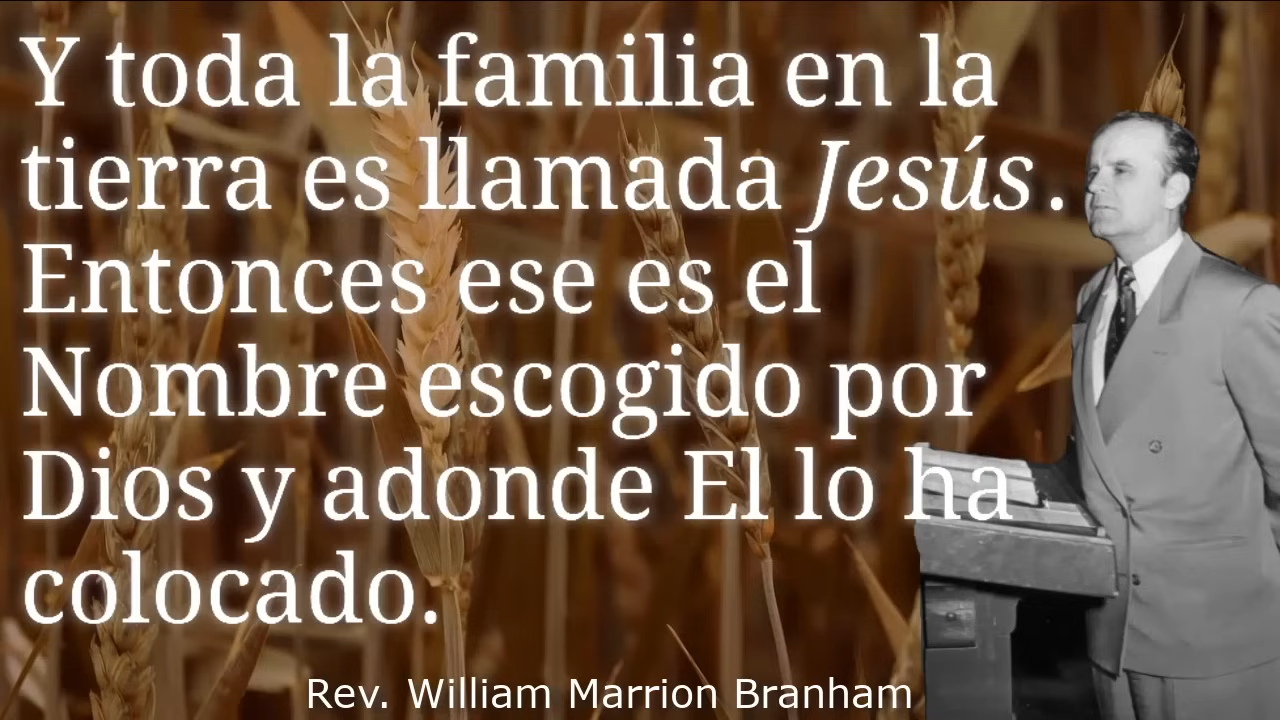 Y toda la familia en la
tierra es llamada Jesús.
Entonces ese es el
Nombre escogido por
Dios y adonde El lo ha
colocado.
Rev. William Marrion Branham